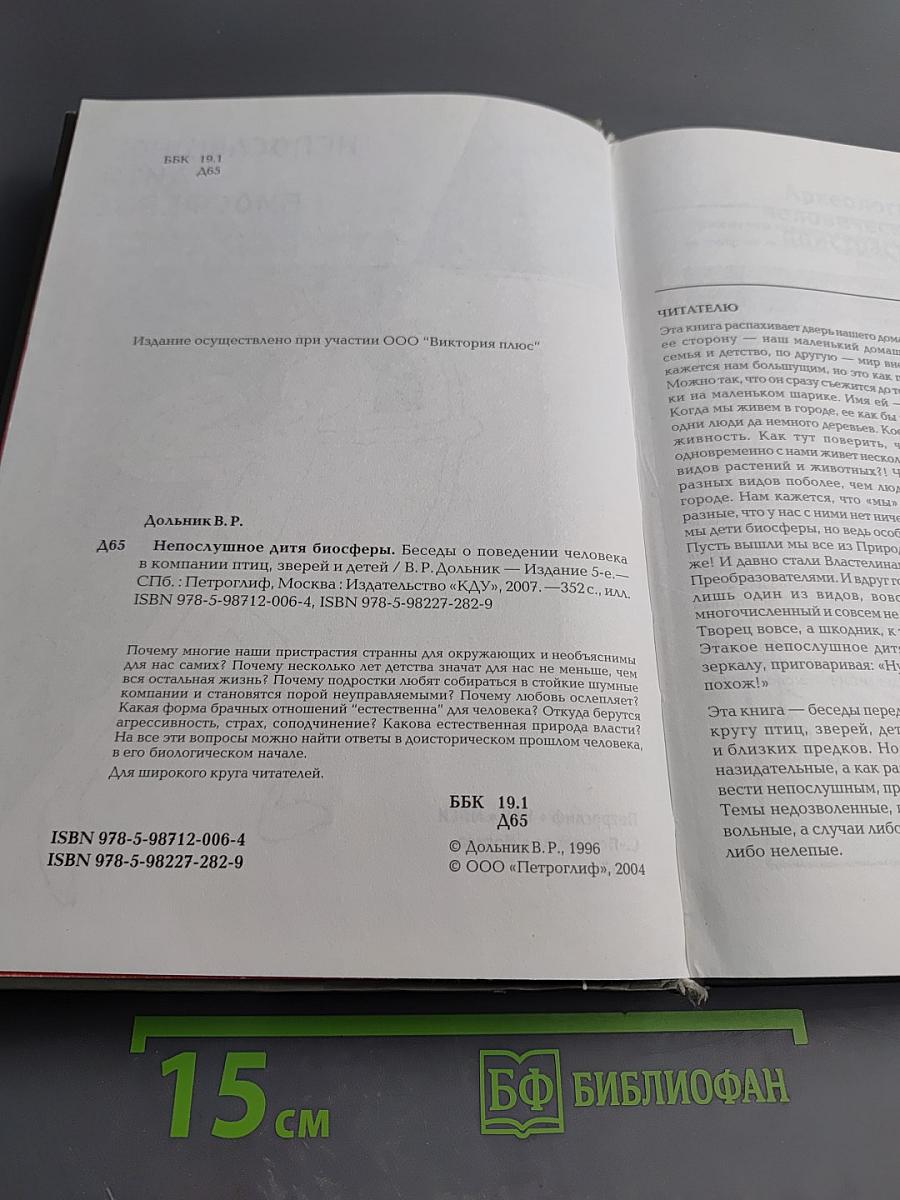 ББК 19.1
Д65
Издание осуществлено при участии ООО "Виктория плюс"
Дольник В. Р.
Д65 Непослушное дитя биосферы. Беседы о поведении человека
в компании птиц, зверей и детей / В. Р. Дольник — Издание 5-е.—
СПб. : Петроглиф, Москва : Издательство «КДУ», 2007. —352 с., илл.
ISBN 978-5-98712-006-4, ISBN 978-5-98227-282-9
Почему многие наши пристрастия странны для окружающих и необъяснимы
для нас самих? Почему несколько лет детства значат для нас не меньше, чем
вся остальная жизнь? Почему подростки любят собираться в стойкие шумные
компании и становятся порой неуправляемыми? Почему любовь ослепляет?
Какая форма брачных отношений "естественна" для человека? Откуда берутся
агрессивность, страх, соподчинение? Какова естественная природа власти?
На все эти вопросы можно найти ответы в доисторическом прошлом человека,
в его биологическом начале.
Для широкого круга читателей.
ББК 19.1
Д65
ISBN 978-5-98712-006-4
ISBN 978-5-98227-282-9
© Дольник В. Р., 1996
© ООО «Петроглиф», 2004
ЧИТАТЕЛЮ
Эта книга распахивает дверь нашего дома
ее сторону — наш маленький
семья и детство, по другую — мир
кажется нам большущим, но это как
Можно так, что он сразу съежится до
ки на маленьком шарике. Имя ей —
Когда мы живем в городе, ее как бы
одни люди да немного деревьев.
живность. Как тут поверить,
одновременно с нами живет
видов растений и животных?!
разных видов поболее, чем
городе. Нам кажется, что «мы»
разные, что у нас с ними нет
мы дети биосферы, но ведь
Пусть вышли мы все из
же! И давно стали
Преобразователями. И вдруг
лишь один из видов,
многочисленный и совсем не
Творец вовсе, а шкодник,
Этакое непослушное
зеркалу, приговаривая:
похож!»
Эта книга — беседы
кругу птиц, зверей,
и близких предков. Но
назидательные, а как
вести непослушным,
Темы недозволенные,
вольные, а случаи
либо нелепые.
15 см
БФ БИБЛИОФАН